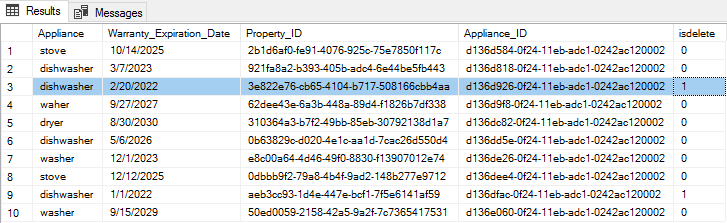 Results Messages
Appliance Warranty_Expiration_Date Property_ID Appliance_ID isdelete
1 stove 10/14/2025 2b1d6af0-fe91-4076-925c-75e7850f117c d136d584-0f24-11eb-adc1-0242ac120002 0
2 dishwasher 3/7/2023 921fa8a2-b393-405b-adc4-6e44be5fb443 d136d818-0f24-11eb-adc1-0242ac120002 0
3 dishwasher 2/20/2022 3e822e76-cb65-4104-b717-508166cbb4aa d136d926-0f24-11eb-adc1-0242ac120002 1
4 waher 9/27/2027 62dee43e-6a3b-448a-89d4-f1826b7df338 d136d9f8-0f24-11eb-adc1-0242ac120002 0
5 dryer 8/30/2030 310364a3-b7f2-49bb-85eb-30792138d1a7 d136dc82-0f24-11eb-adc1-0242ac120002 0
6 dishwasher 5/6/2026 0b63829c-d020-4e1c-aa1d-7cac26d550d4 d136dd5e-0f24-11eb-adc1-0242ac120002 0
7 washer 12/1/2023 e8c00a64-4d46-49f0-8830-f13907012e74 d136de26-0f24-11eb-adc1-0242ac120002 0
8 stove 12/12/2025 0dbbb9f2-79a8-4b4f-9ad2-148b277e9712 d136dee4-0f24-11eb-adc1-0242ac120002 0
9 dishwasher 1/1/2022 aeb3cc93-1d4e-447e-bcf1-7f5e6141af59 d136dfac-0f24-11eb-adc1-0242ac120002 1
10 washer 9/15/2029 50ed0059-2158-42a5-9a2f-7c7365417531 d136e060-0f24-11eb-adc1-0242ac120002 0